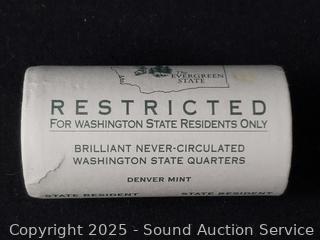 The
EVERGREEN
STATE
RESTRICTED
FOR WASHINGTON STATE RESIDENTS ONLY
BRILLIANT NEVER-CIRCULATED
WASHINGTON STATE QUARTERS
DENVER MINT
STATE RESIDENT STATE RESIDENT
Copyright © 2025 - Sound Auction Service